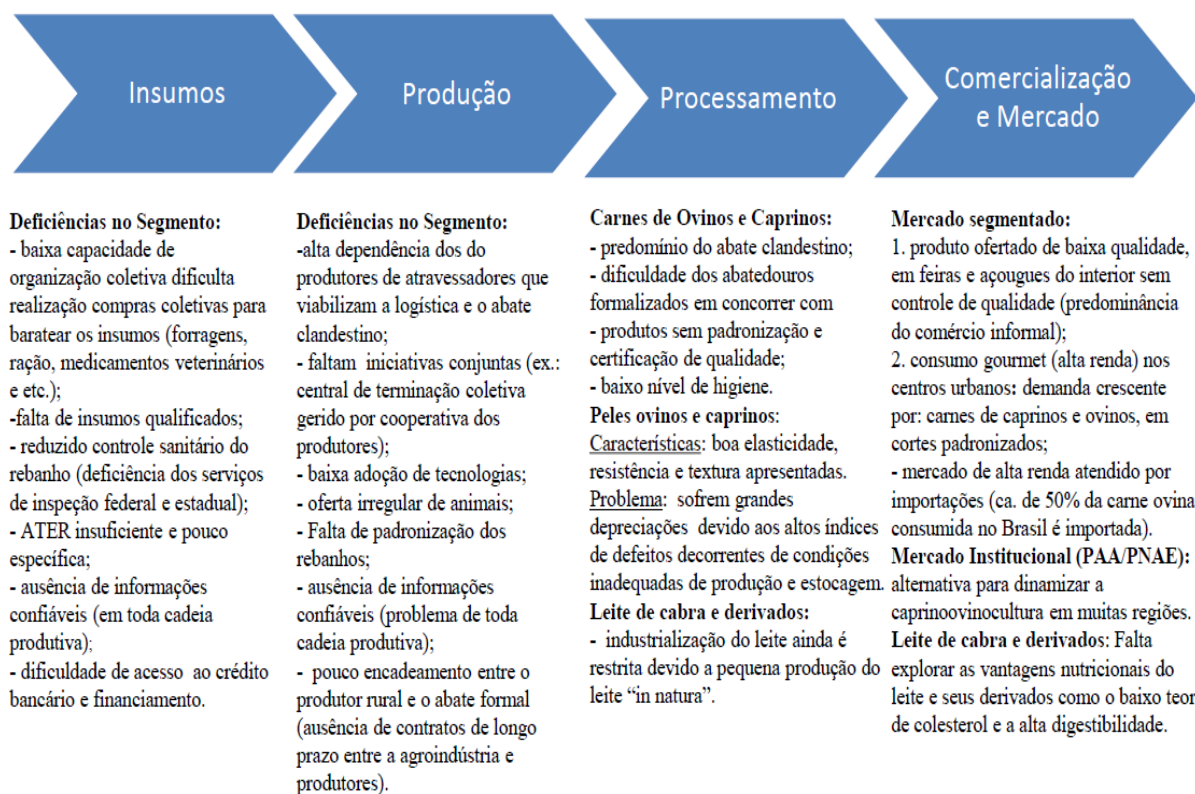 Insumos
Produção
Processamento
Comercialização
e Mercado
Deficiências no Segmento:
- baixa capacidade de
organização coletiva dificulta
realização compras coletivas para
baratear os insumos (forragens,
ração, medicamentos veterinários
e etc.);
-falta de insumos qualificados;
- reduzido controle sanitário do
rebanho (deficiência dos serviços
de inspeção federal e estadual);
- ATER insuficiente e pouco
específica;
- ausência de informações
confiáveis (em toda cadeia
produtiva);
- dificuldade de acesso ao crédito
bancário e financiamento.
Deficiências no Segmento:
-alta dependência dos do
produtores de atravessadores que
viabilizam a logística e o abate
clandestino;
- faltam iniciativas conjuntas (ex.:
central de terminação coletiva
gerido por cooperativa dos
produtores);
- baixa adoção de tecnologias;
- oferta irregular de animais;
- Falta de padronização dos
rebanhos;
- ausência de informações
confiáveis (problema de toda
cadeia produtiva);
- pouco encadeamento entre o
produtor rural e o abate formal
(ausência de contratos de longo
prazo entre a agroindústria e
produtores).
Carnes de Ovinos e Caprinos:
- predomínio do abate clandestino;
- dificuldade dos abatedouros
formalizados em concorrer com
- produtos sem padronização e
certificação de qualidade;
- baixo nível de higiene.
Peles ovinos e caprinos:
Características: boa elasticidade,
resistência e textura apresentadas.
Problema: sofrem grandes
depreciações devido aos altos índices
de defeitos decorrentes de condições
inadequadas de produção e estocagem.
Leite de cabra e derivados:
- industrialização do leite ainda é
restrita devido a pequena produção do
leite “in natura”.
Mercado segmentado:
1. produto ofertado de baixa qualidade,
em feiras e açougues do interior sem
controle de qualidade (predominância
do comércio informal);
2. consumo gourmet (alta renda) nos
centros urbanos: demanda crescente
por: carnes de caprinos e ovinos, em
cortes padronizados;
- mercado de alta renda atendido por
importações (ca. de 50% da carne ovina
consumida no Brasil é importada).
Mercado Institucional (PAA/PNAE):
alternativa para dinamizar a
caprinoovinocultura em muitas regiões.
Leite de cabra e derivados: Falta
explorar as vantagens nutricionais do
leite e seus derivados como o baixo teor
de colesterol e a alta digestibilidade.